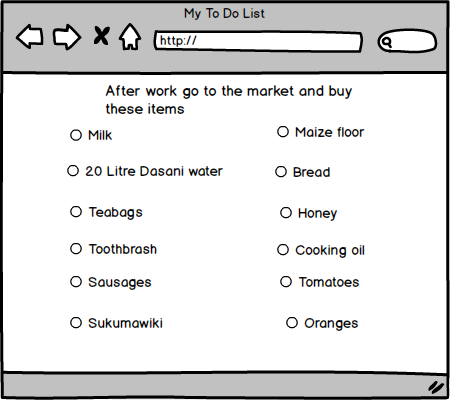 My To Do List
http://
After work go to the market and buy
these items
Milk
Maize floor
20 Litre Dasani water
Bread
Teabags
Honey
Toothbrash
Cooking oil
Sausages
Tomatoes
Sukumawiki
Oranges